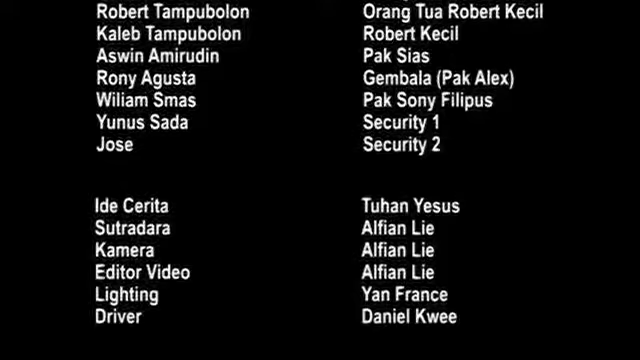 Robert Tampubolon Orang Tua Robert Kecil
Kaleb Tampubolon Robert Kecil
Aswin Amirudin Pak Sias
Rony Agusta Gembala (Pak Alex)
Wiliam Smas Pak Sony Filipus
Yunus Sada Security 1
Jose Security 2
Ide Cerita Tuhan Yesus
Sutradara Alfian Lie
Kamera Alfian Lie
Editor Video Alfian Lie
Lighting Yan France
Driver Daniel Kwee